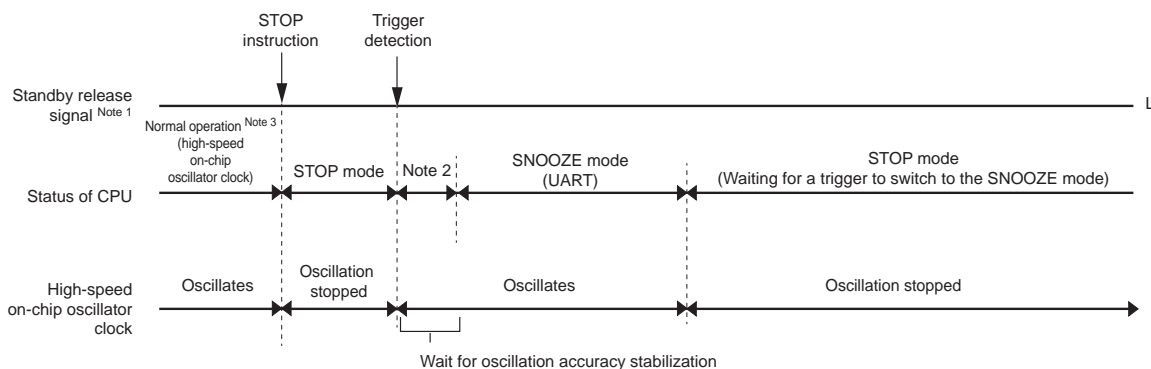 STOP
instruction
Trigger
detection
Standby release
signal Note 1
L
Normal operation Note 3
(high-speed
on-chip
oscillator clock)
Status of CPU
STOP mode
Note 2
SNOOZE mode
(UART)
STOP mode
(Waiting for a trigger to switch to the SNOOZE mode)
High-speed
on-chip oscillator
clock
Oscillates
Oscillation
stopped
Oscillates
Oscillation stopped
Wait for oscillation accuracy stabilization